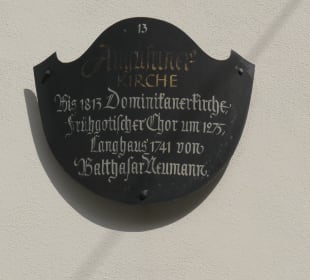 13
Augustiner
KIRCHE
Bis 1813 Dominikanerkirche,
Frühgotischer Chor um 1275,
Langhaus 1741 von
Balthasar Neumann.